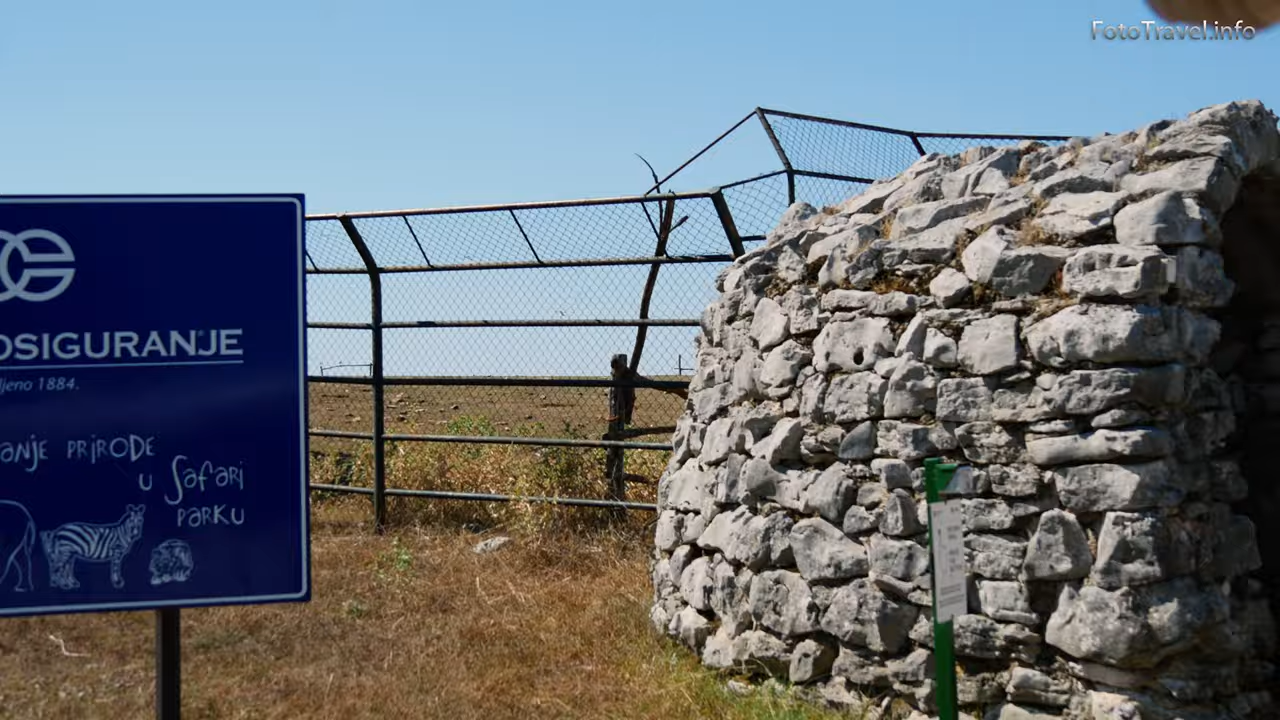 FotoTravel.info
OSIGURANJE
ljeno 1884.
anje prirode
u Safari
parku